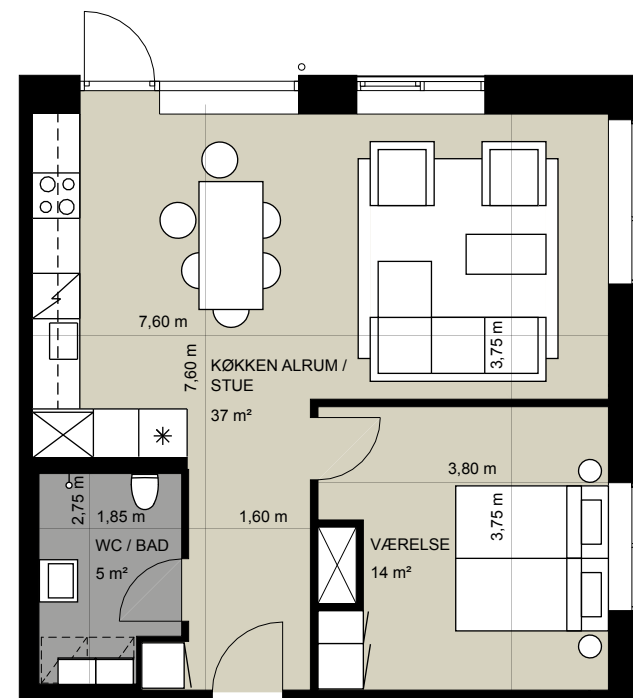 7,60 m
7,60 m
KØKKEN ALRUM /
STUE
37 m²
3,75 m
2,75 m
1,85 m
WC / BAD
5 m²
1,60 m
3,80 m
3,75 m
VÆRELSE
14 m²